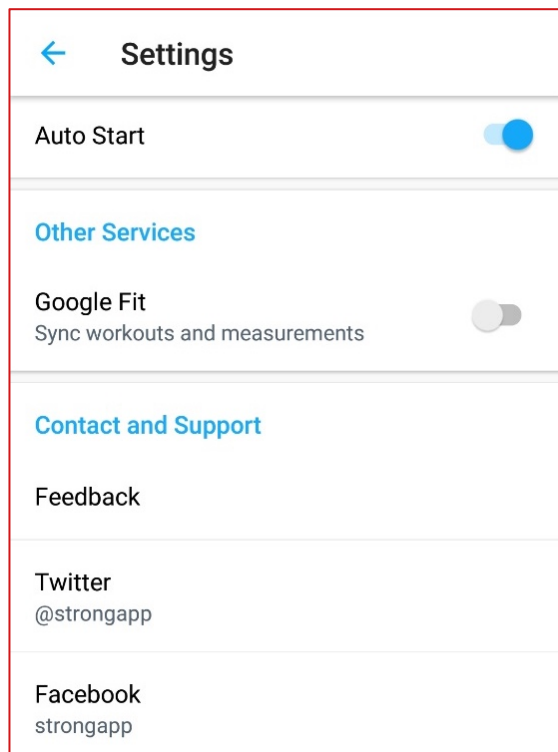 Settings
Auto Start
Other Services
Google Fit
Sync workouts and measurements
Contact and Support
Feedback
Twitter
@strongapp
Facebook
strongapp